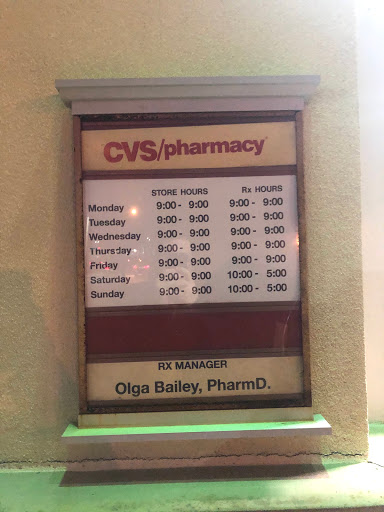 CVS/pharmacy
STORE HOURS Rx HOURS
Monday 9:00- 9:00 9:00 - 9:00
Tuesday 9:00 - 9:00 9:00 - 9:00
Wednesday 9:00 - 9:00 9:00 - 9:00
Thursday 9:00 - 9:00 9:00 - 9:00
Friday 9:00 - 9:00 9:00 - 9:00
Saturday 9:00 - 9:00 10:00 - 5:00
Sunday 9:00 - 9:00 10:00 - 5:00
RX MANAGER
Olga Bailey, PharmD.